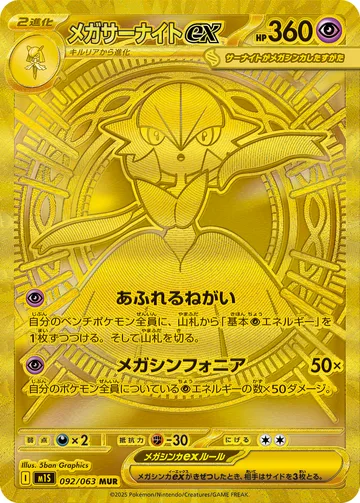 2進化
メガサーナイトex
HP360
キルリアから進化
サーナイトがメガシンカしたすがた
あふれるねがい
自分のベンチポケモン全員に、山札から「基本エネルギー」を
1枚ずつつける。そして山札を切る。
メガシンフォニア 50×
自分のポケモン全員についているエネルギーの数×50ダメージ。
弱点 ×2 抵抗力 -30 にげる
Illus. 5ban Graphics
メガシンカexルール
I m1S 092/063 MUR
メガシンカexがきぜつしたとき、相手はサイドを3枚とる。
©2025 Pokémon/Nintendo/Creatures/GAME FREAK.